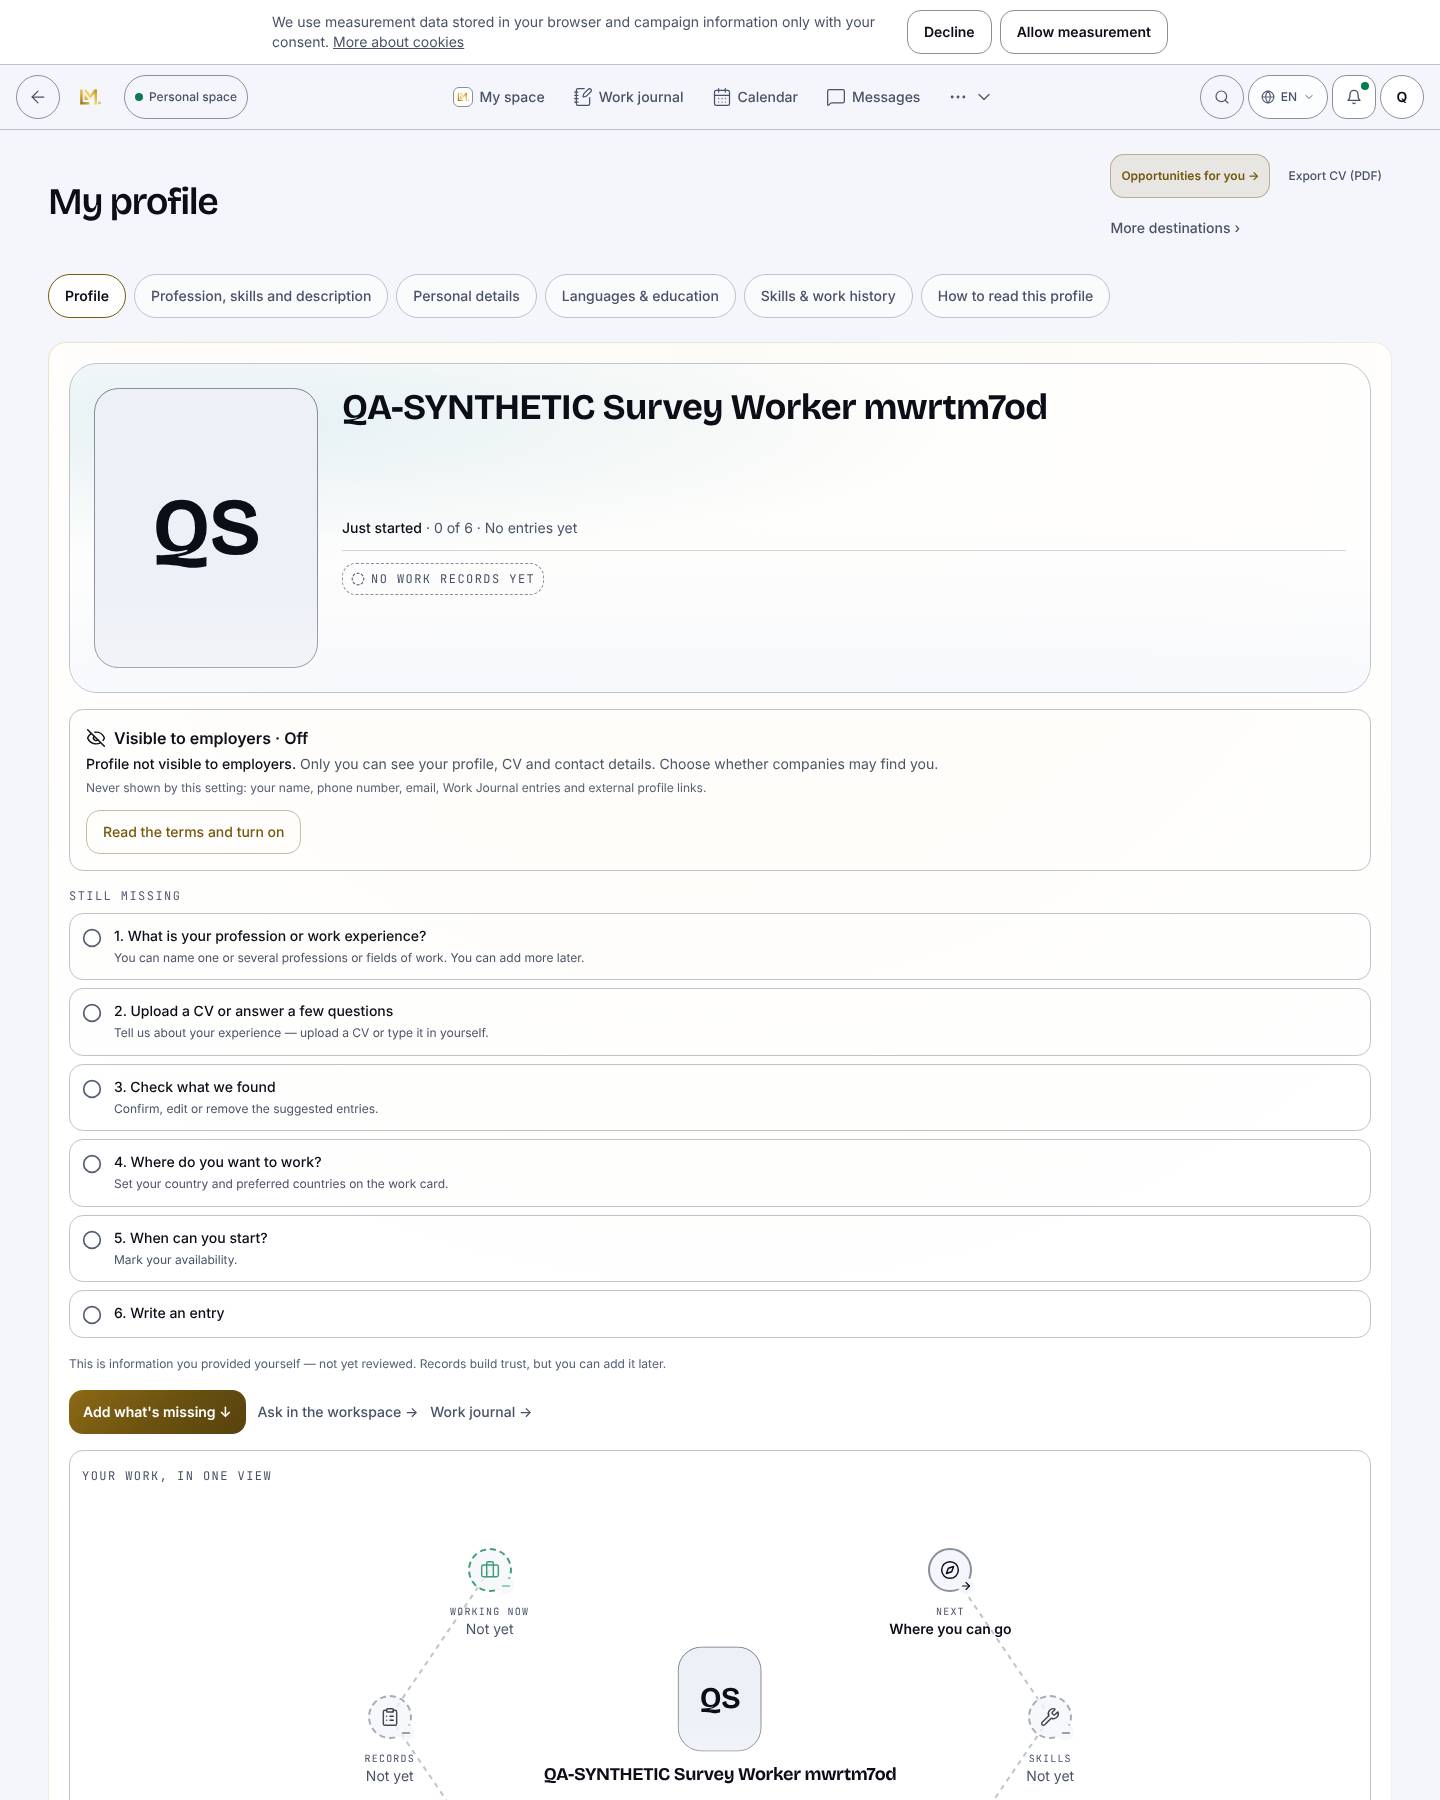 We use measurement data stored in your browser and campaign information only with your
consent. More about cookies
Decline
Allow measurement
LM
Personal space
LM
My space
Work journal
Calendar
Messages
EN
Q
My profile
Opportunities for you →
Export CV (PDF)
More destinations ›
Profile
Profession, skills and description
Personal details
Languages & education
Skills & work history
How to read this profile
QS
QA-SYNTHETIC Survey Worker mwrtm7od
Just started · 0 of 6 · No entries yet
NO WORK RECORDS YET
Visible to employers · Off
Profile not visible to employers. Only you can see your profile, CV and contact details. Choose whether companies may find you.
Never shown by this setting: your name, phone number, email, Work Journal entries and external profile links.
Read the terms and turn on
STILL MISSING
1. What is your profession or work experience?
You can name one or several professions or fields of work. You can add more later.
2. Upload a CV or answer a few questions
Tell us about your experience — upload a CV or type it in yourself.
3. Check what we found
Confirm, edit or remove the suggested entries.
4. Where do you want to work?
Set your country and preferred countries on the work card.
5. When can you start?
Mark your availability.
6. Write an entry
This is information you provided yourself — not yet reviewed. Records build trust, but you can add it later.
Add what's missing ↓
Ask in the workspace →
Work journal →
YOUR WORK, IN ONE VIEW
WORKING NOW
Not yet
NEXT
Where you can go
QS
RECORDS
Not yet
SKILLS
Not yet
QA-SYNTHETIC Survey Worker mwrtm7od